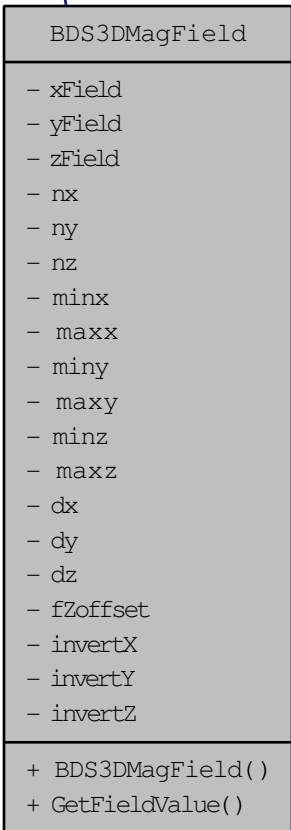 BDS3DMagField
- xField
- yField
- zField
- nx
- ny
- nz
- minx
- maxx
- miny
- maxy
- minz
- maxz
- dx
- dy
- dz
- fZoffset
- invertX
- invertY
- invertZ
+ BDS3DMagField()
+ GetFieldValue()